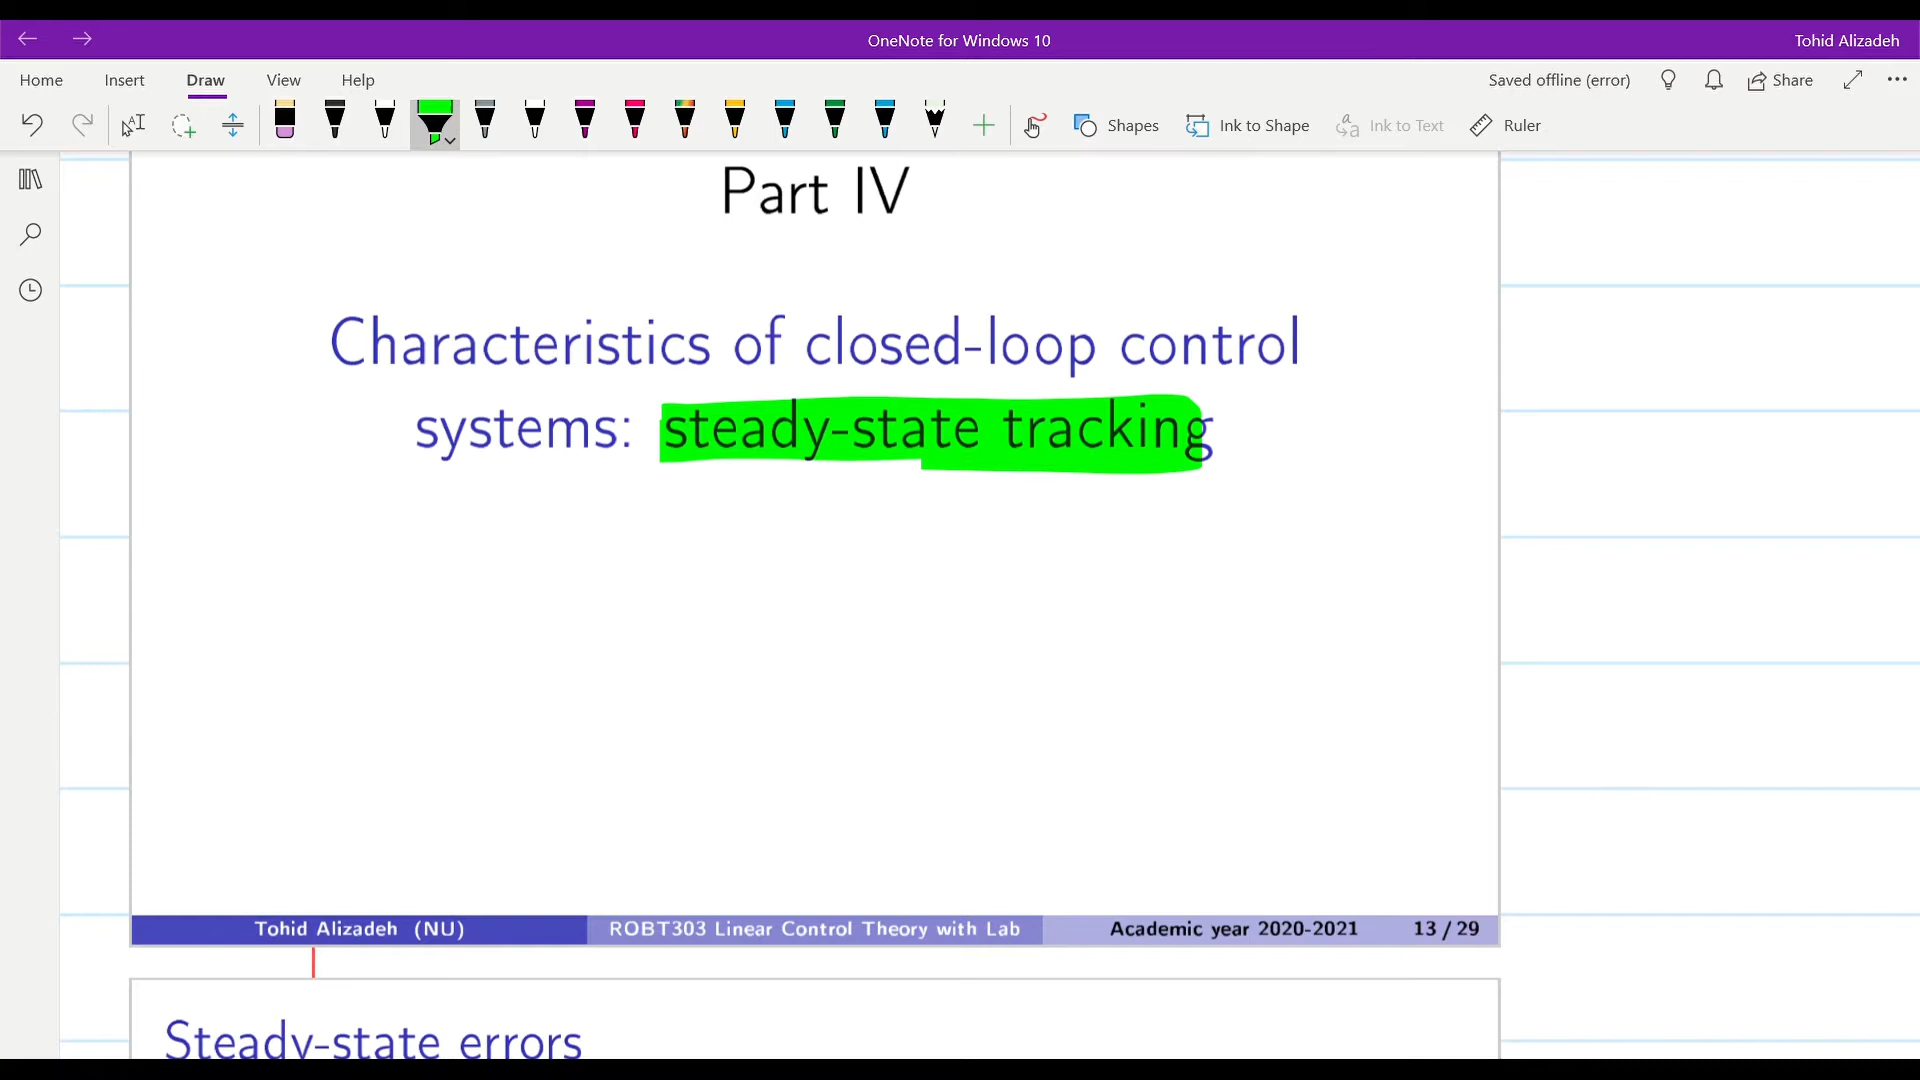 OneNote for Windows 10
Tohid Alizadeh
Home Insert Draw View Help
Saved offline (error) Share
Shapes Ink to Shape Ink to Text Ruler
Part IV
Characteristics of closed-loop control
systems: steady-state tracking
Tohid Alizadeh (NU) ROBT303 Linear Control Theory with Lab Academic year 2020-2021 13 / 29
Steady-state errors